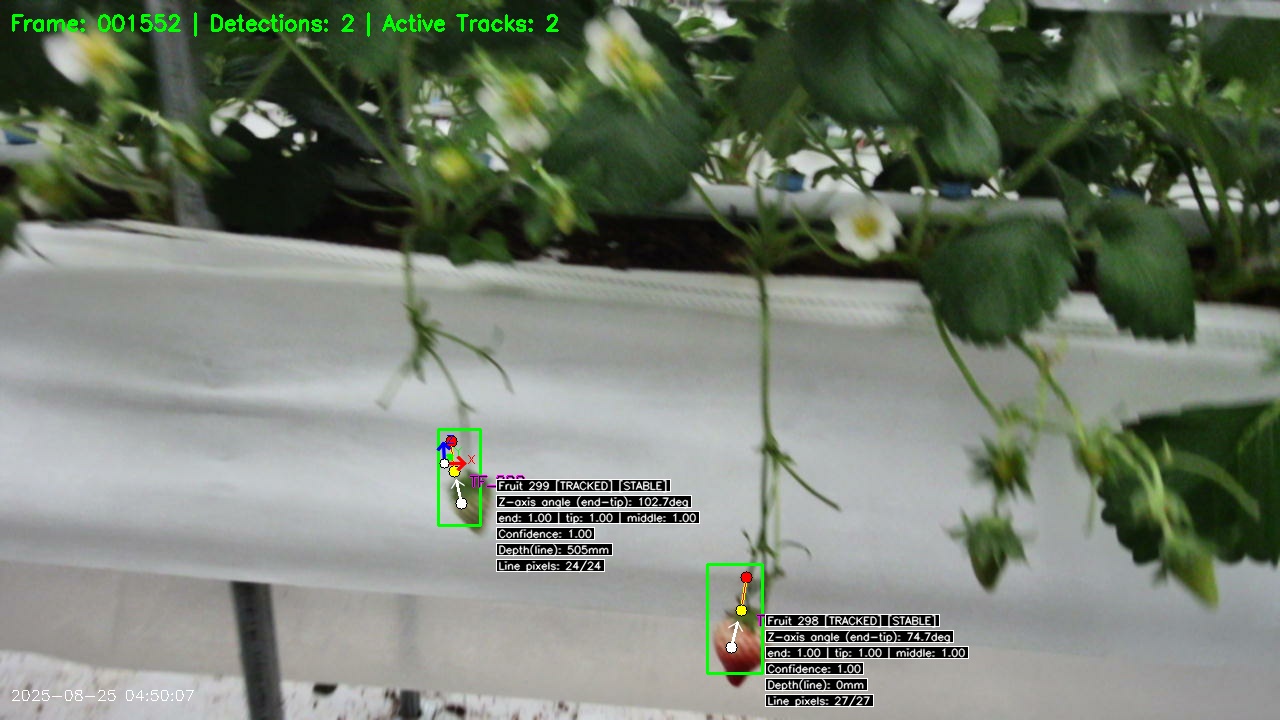 Frame: 001552 | Detections: 2 | Active Tracks: 2
X
Fruit 299 [TRACKED] [STABLE]
Z-axis angle (end-tip): 102.7deg
end: 1.00 | tip: 1.00 | middle: 1.00
Confidence: 1.00
Depth(line): 505mm
Line pixels: 24/24
Fruit 298 [TRACKED] [STABLE]
Z-axis angle (end-tip): 74.7deg
end: 1.00 | tip: 1.00 | middle: 1.00
Confidence: 1.00
Depth(line): 0mm
Line pixels: 27/27
2025-08-25 04:50:07